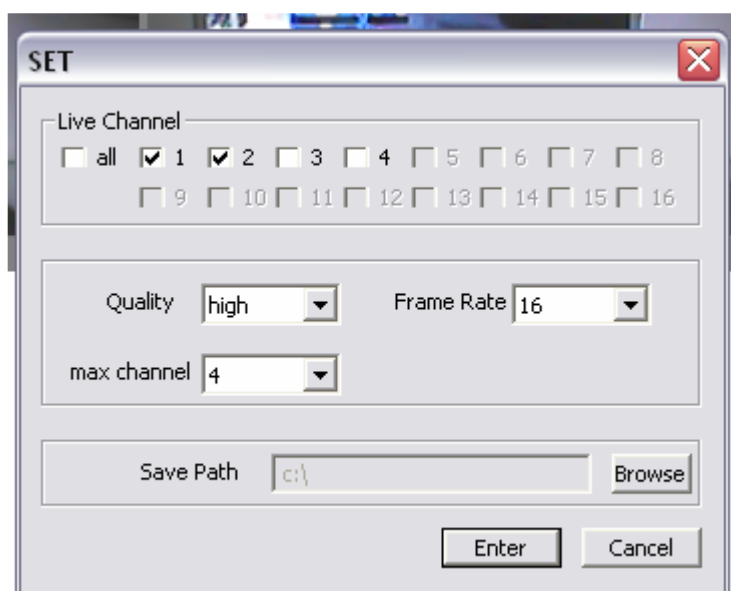 SET
Live Channel
all 1 2 3 4 5 6 7 8
9 10 11 12 13 14 15 16
Quality high Frame Rate 16
max channel 4
Save Path c:\ Browse
Enter Cancel